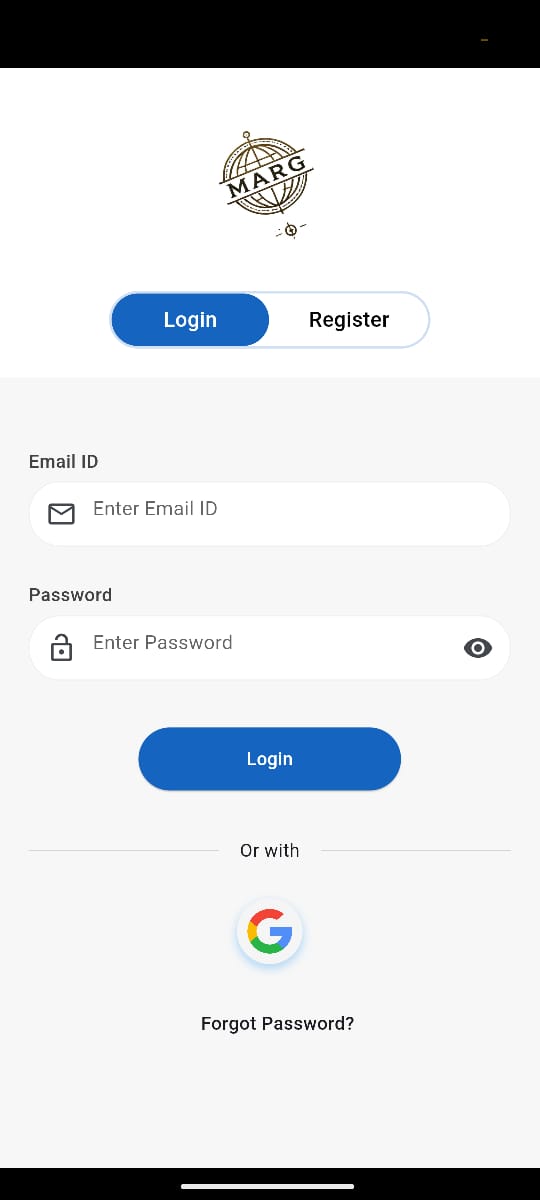 MARG
Login Register
Email ID
Enter Email ID
Password
Enter Password
Login
Or with
Forgot Password?